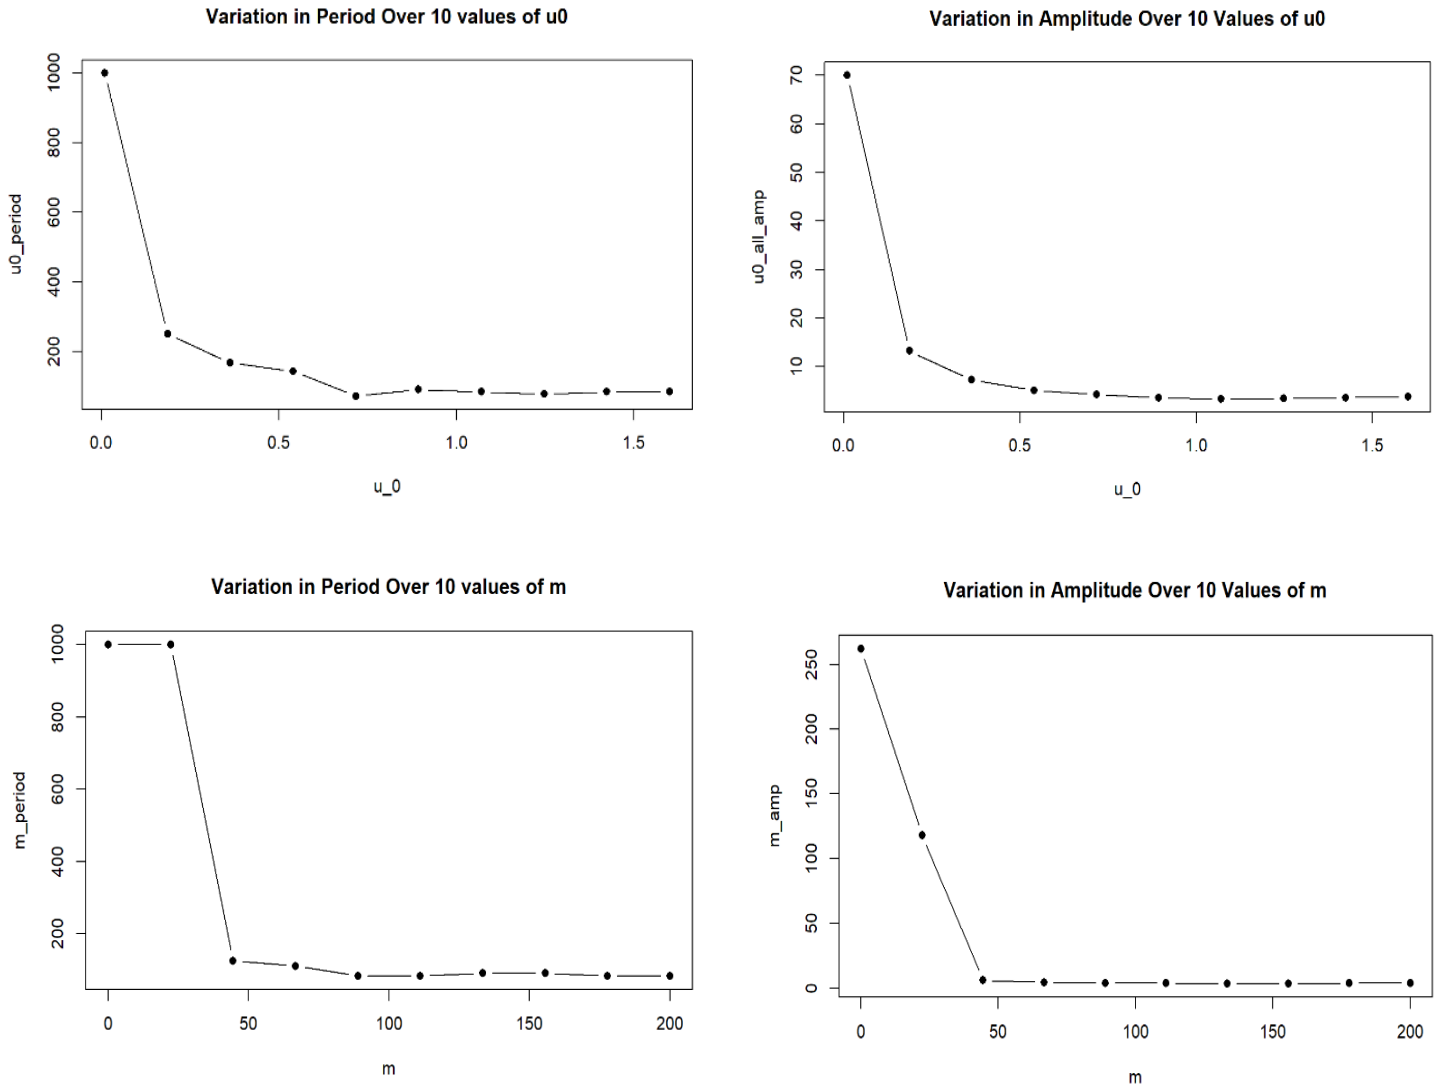 Variation in Period Over 10 values of u0
1000
800
600
400
200
u0_period
0.0 0.5 1.0 1.5
u_0
Variation in Amplitude Over 10 Values of u0
70
60
50
40
30
20
10
u0_all_amp
0.0 0.5 1.0 1.5
u_0
Variation in Period Over 10 values of m
1000
800
600
400
200
m_period
0 50 100 150 200
m
Variation in Amplitude Over 10 Values of m
250
200
150
100
50
0
m_amp
0 50 100 150 200
m